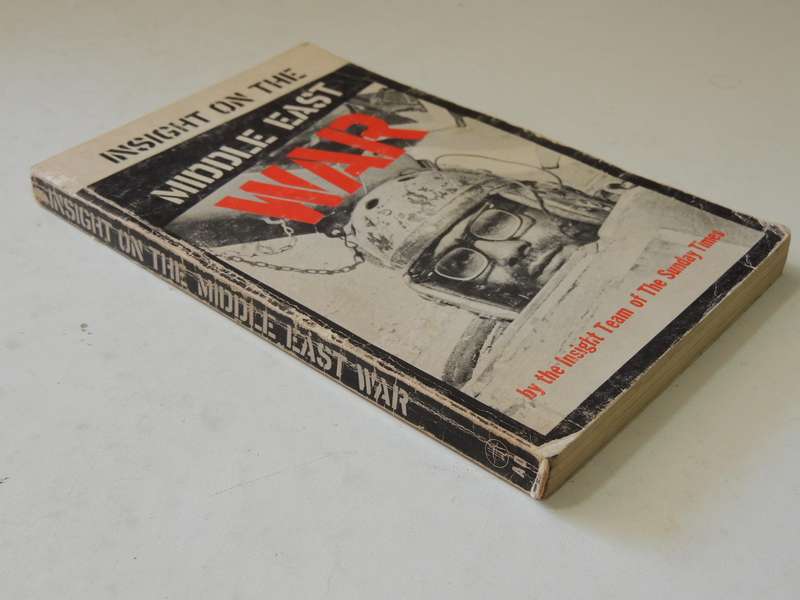 INSIGHT ON THE
MIDDLE EAST
WAR
by the Insight Team of The Sunday Times
INSIGHT ON THE MIDDLE EAST WAR
AD